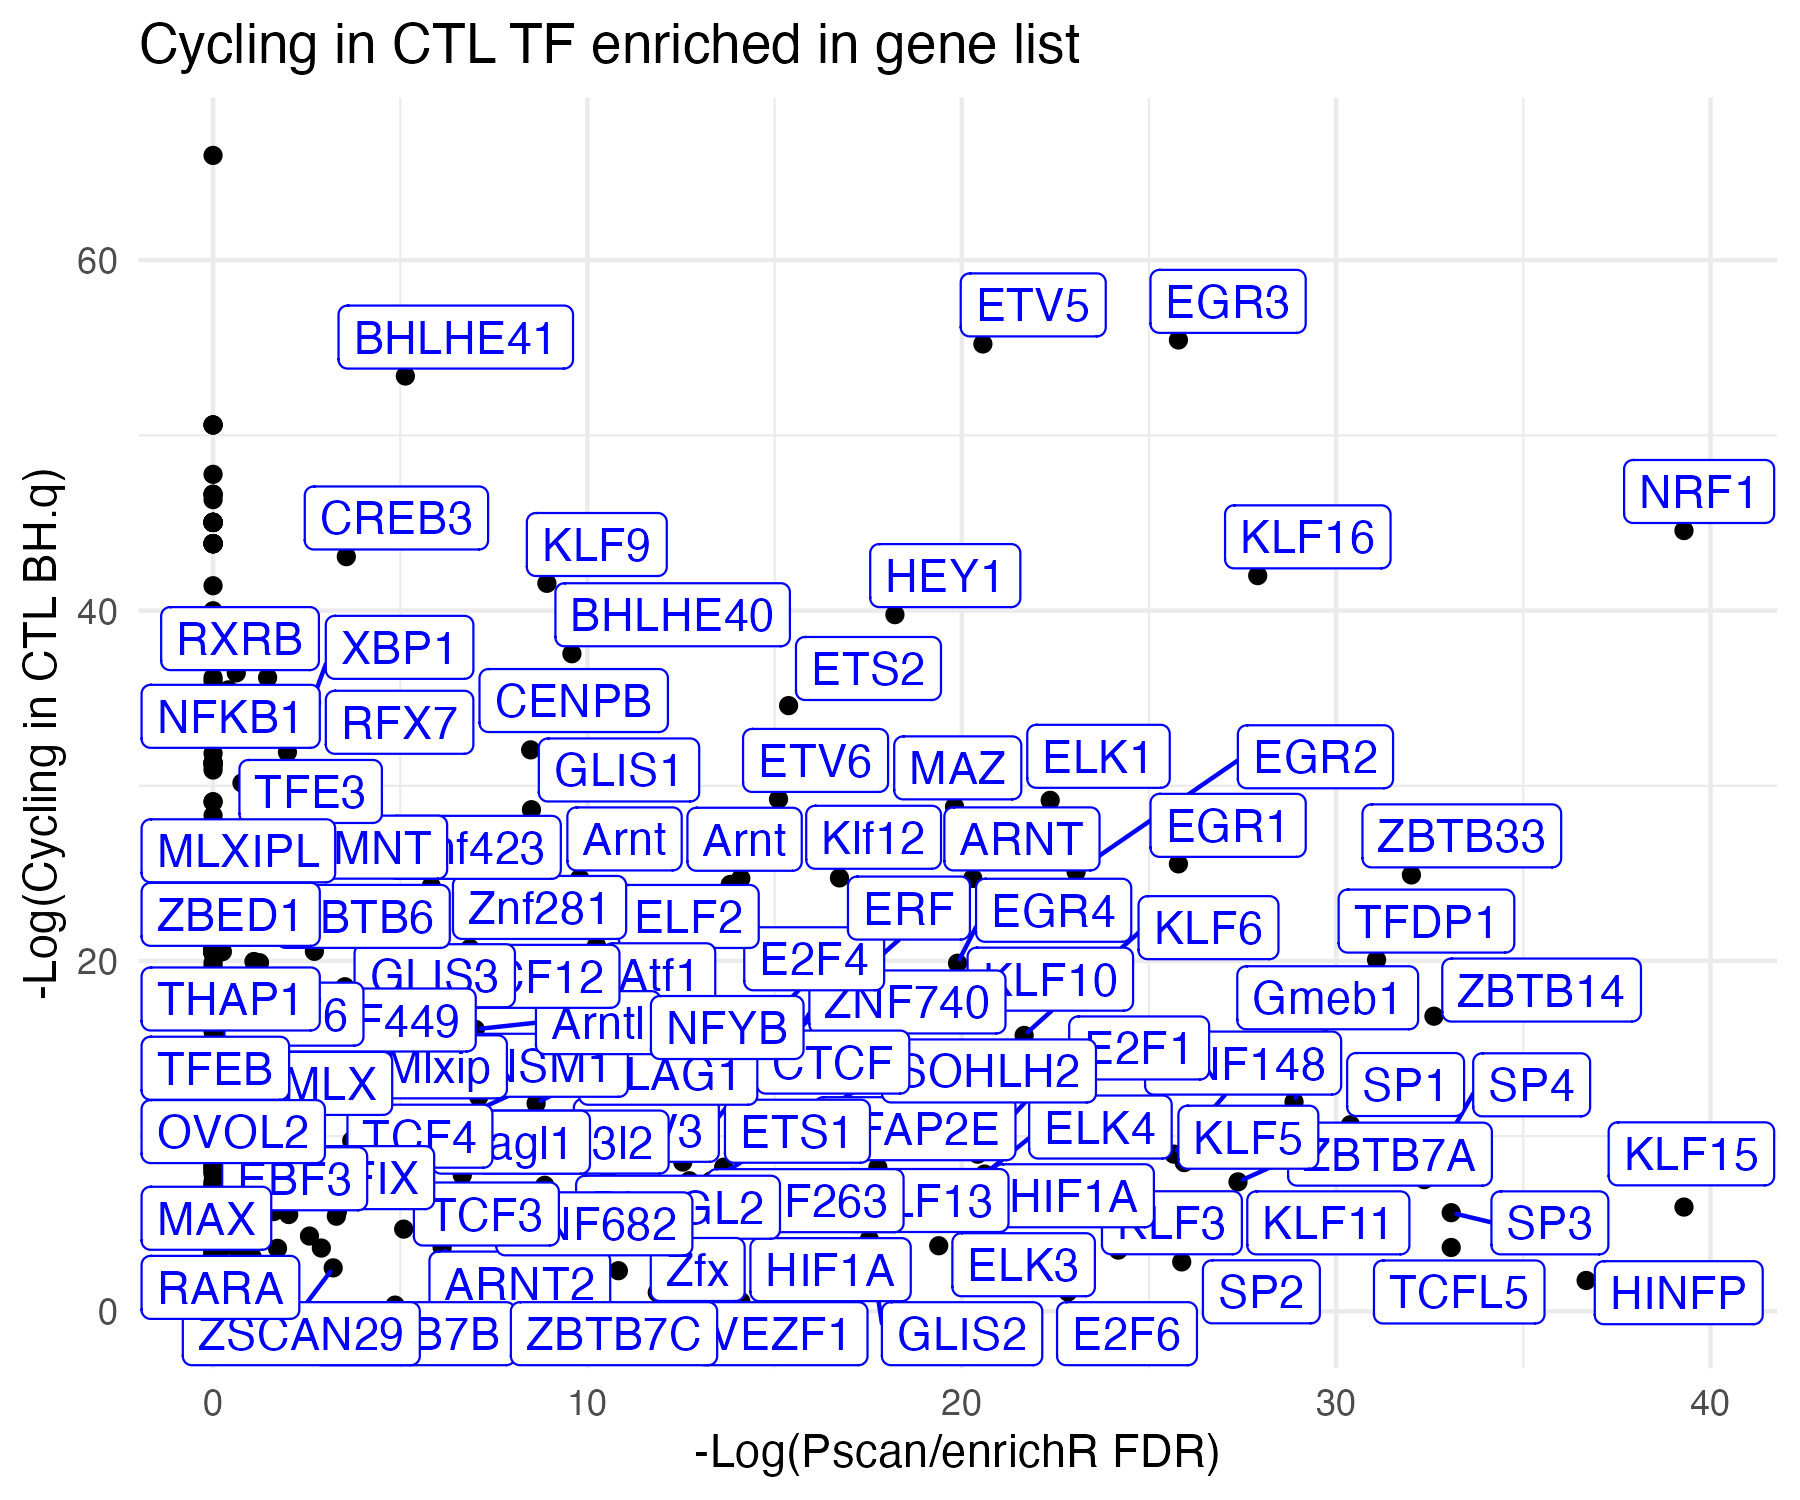 Cycling in CTL TF enriched in gene list
-Log(Cycling in CTL BH.q)
60
40
20
0
ETV5
EGR3
BHLHE41
NRF1
CREB3
KLF16
KLF9
HEY1
BHLHE40
RXRB
XBP1
ETS2
CENPB
NFKB1
RFX7
ETV6
MAZ
ELK1
EGR2
GLIS1
TFE3
EGR1
ZBTB33
Arnt
Arnt
Klf12
ARNT
MLXIPL
MNT
nf423
ZBED1
BTB6
Znf281
ELF2
ERF
EGR4
KLF6
TFDP1
E2F4
GLIS3
CF12
Atf1
KLF10
ZBTB14
THAP1
6
F449
Arntl
NFYB
ZNF740
Gmeb1
TFEB
MLX
Mlxip
NSM1
LAG1
CTCF
SOHLH2
E2F1
NF148
SP1
SP4
OVOL2
TCF4
agl1
3l2
V3
ETS1
FAP2E
ELK4
KLF5
ZBTB7A
KLF15
EBF3
FIX
MAX
TCF3
NF682
GL2
F263
LF13
HIF1A
KLF3
KLF11
SP3
RARA
ARNT2
Zfx
HIF1A
ELK3
SP2
TCFL5
HINFP
ZSCAN29
B7B
ZBTB7C
VEZF1
GLIS2
E2F6
0
10
20
30
40
-Log(Pscan/enrichR FDR)